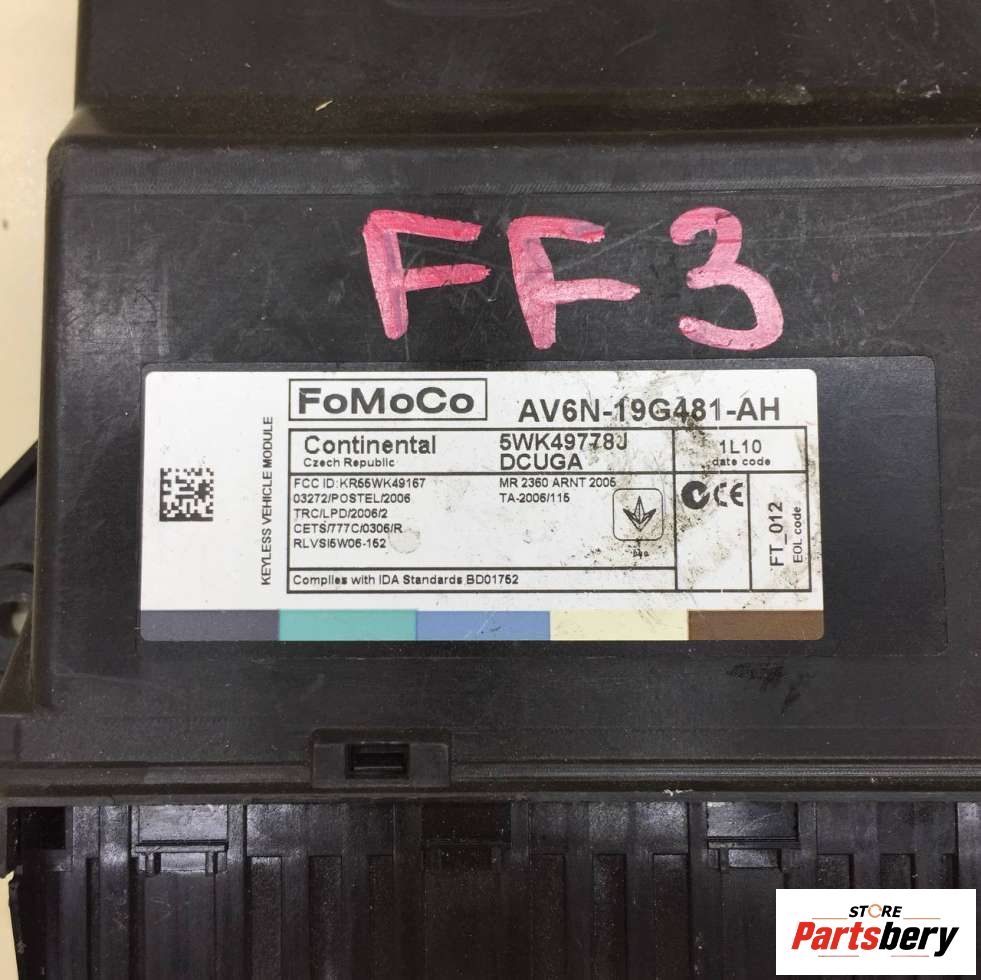 FF3
FoMoCo
AV6N-19G481-AH
Continental
Czech Republic
5WK49778J
DCUGA
1L10
date code
FCC ID:KR55WK49167
03272/POSTEL/2006
TRC/LPD/2006/2
CETS/777C/0306/R
RLVSI5W06-152
MR 2360 ARNT 2005
TA-2006/115
CE
Complies with IDA Standards BD01752
KEYLESS VEHICLE MODULE
FT_012
EOL code
STORE
Partsbery